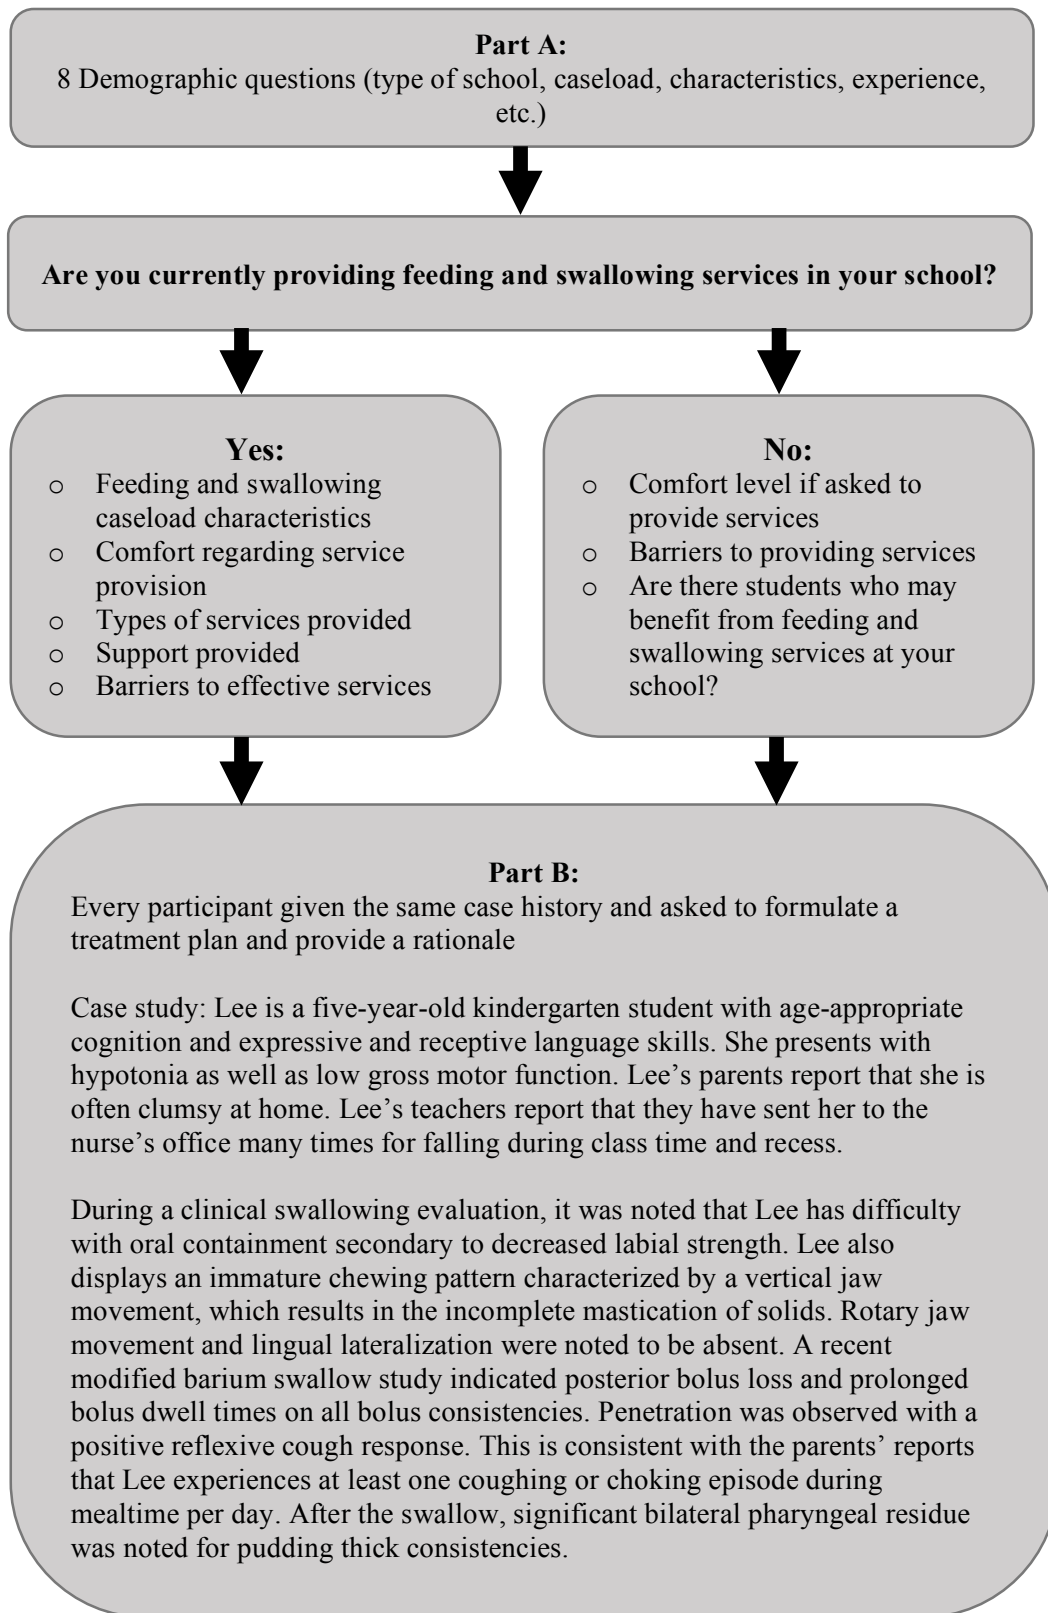 Part A:
8 Demographic questions (type of school, caseload, characteristics, experience,
etc.)
Are you currently providing feeding and swallowing services in your school?
Yes:
o Feeding and swallowing
caseload characteristics
o Comfort regarding service
provision
o Types of services provided
o Support provided
o Barriers to effective services
No:
o Comfort level if asked to
provide services
o Barriers to providing services
o Are there students who may
benefit from feeding and
swallowing services at your
school?
Part B:
Every participant given the same case history and asked to formulate a
treatment plan and provide a rationale
Case study: Lee is a five-year-old kindergarten student with age-appropriate
cognition and expressive and receptive language skills. She presents with
hypotonia as well as low gross motor function. Lee’s parents report that she is
often clumsy at home. Lee’s teachers report that they have sent her to the
nurse’s office many times for falling during class time and recess.
During a clinical swallowing evaluation, it was noted that Lee has difficulty
with oral containment secondary to decreased labial strength. Lee also
displays an immature chewing pattern characterized by a vertical jaw
movement, which results in the incomplete mastication of solids. Rotary jaw
movement and lingual lateralization were noted to be absent. A recent
modified barium swallow study indicated posterior bolus loss and prolonged
bolus dwell times on all bolus consistencies. Penetration was observed with a
positive reflexive cough response. This is consistent with the parents’ reports
that Lee experiences at least one coughing or choking episode during
mealtime per day. After the swallow, significant bilateral pharyngeal residue
was noted for pudding thick consistencies.